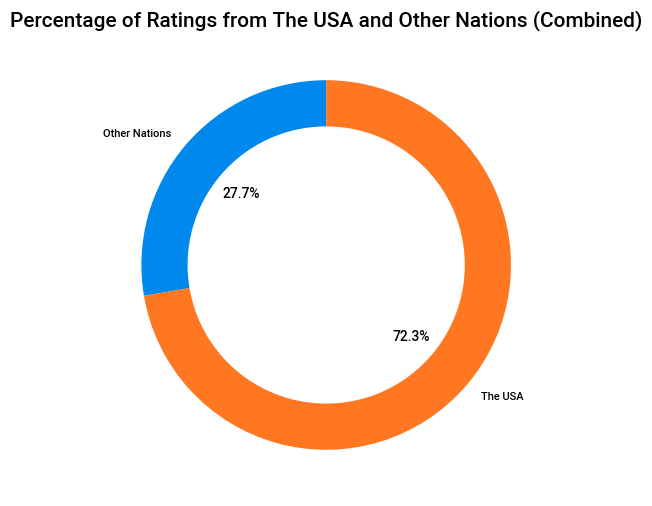 Percentage of Ratings from The USA and Other Nations (Combined)
Other Nations
27.7%
72.3%
The USA